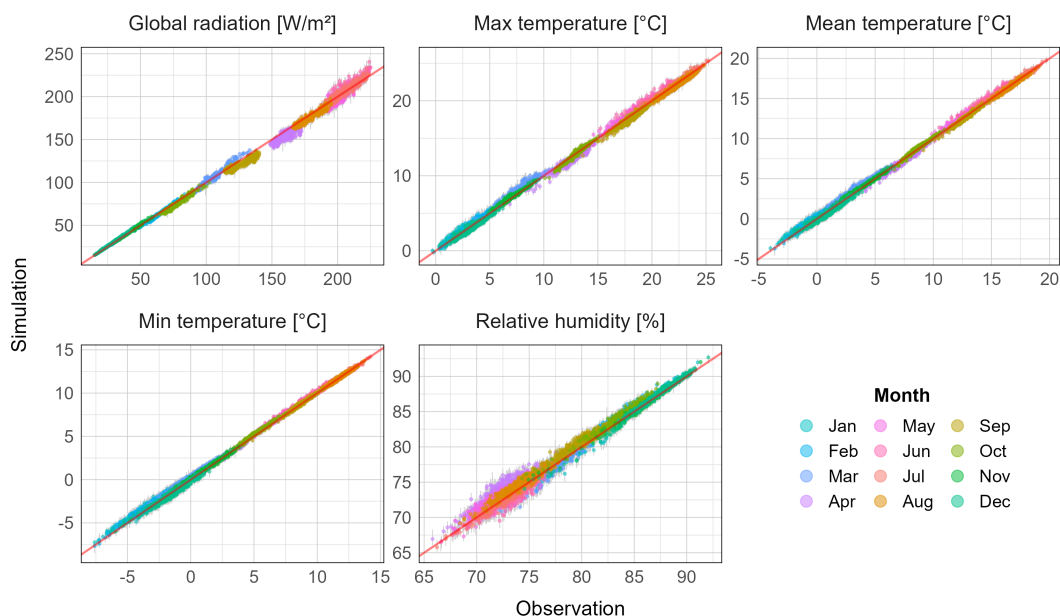 Global radiation [W/m²] Max temperature [°C] Mean temperature [°C]
250
200
150
100
50
50 100 150 200
20
10
0
0 5 10 15 20 25
20
15
10
5
0
-5
-5 0 5 10 15 20
Simulation
Min temperature [°C] Relative humidity [%]
15
10
5
0
-5
-5 0 5 10 15
90
85
80
75
70
65
65 70 75 80 85 90
Month
Jan May Sep
Feb Jun Oct
Mar Jul Nov
Apr Aug Dec
Observation